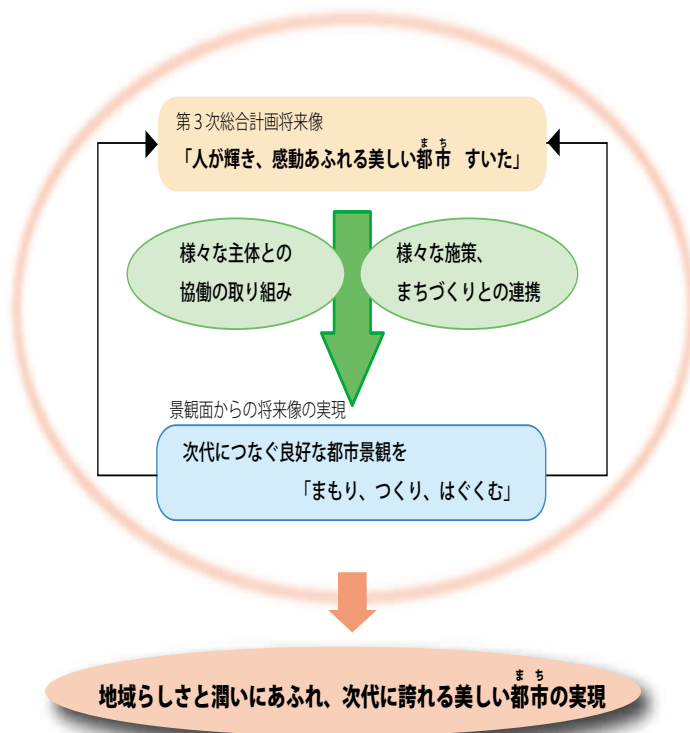 第3次総合計画将来像
「人が輝き、感動あふれる美しい都市 すいた」
まち
様々な主体との
協働の取り組み
様々な施策、
まちづくりとの連携
景観面からの将来像の実現
次代につなぐ良好な都市景観を
「まもり、つくり、はぐくむ」
まち
地域らしさと潤いにあふれ、次代に誇れる美しい都市の実現